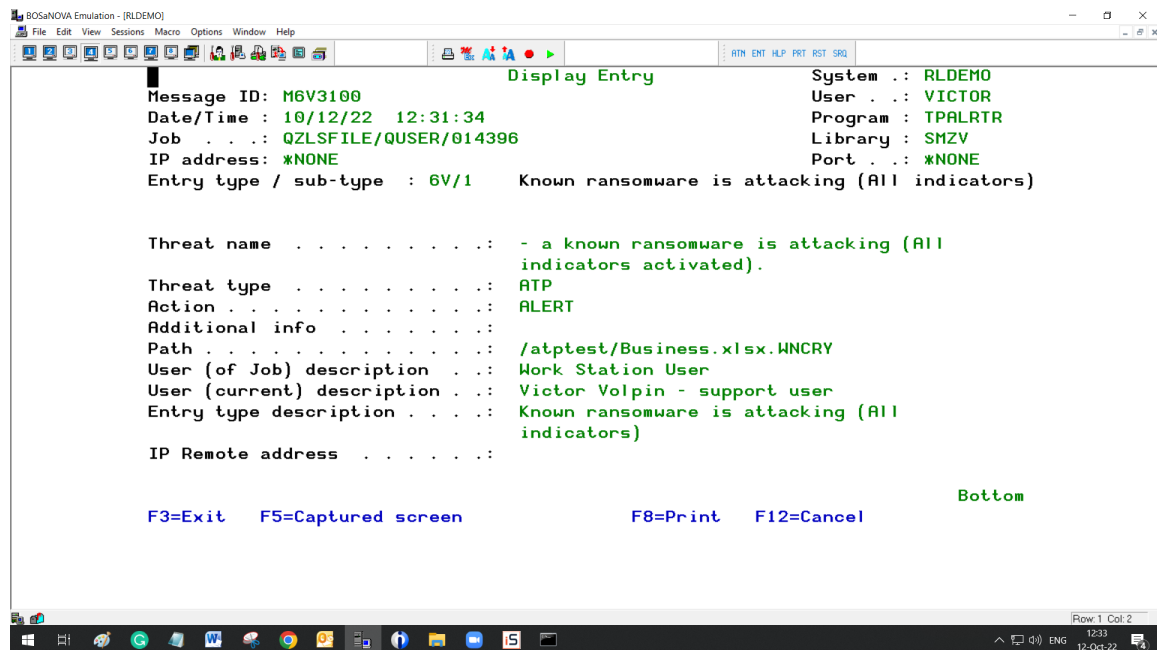 BOSaNOVA Emulation - [RLDEMO]
File Edit View Sessions Macro Options Window Help
ATN ENT HLP PRT RST SRQ
Display Entry System .: RLDEMO
Message ID: M6V3100 User . .: VICTOR
Date/Time : 10/12/22 12:31:34 Program : TPALRTR
Job . . .: QZLSFILE/QUSER/014396 Library : SMZV
IP address: *NONE Port . .: *NONE
Entry type / sub-type : 6V/1 Known ransomware is attacking (All indicators)
Threat name . . . . . . . . .: - a known ransomware is attacking (All
indicators activated).
Threat type . . . . . . . . .: ATP
Action . . . . . . . . . . . .: ALERT
Additional info . . . . . . .:
Path . . . . . . . . . . . . .: /atptest/Business.xlsx.WNCRY
User (of Job) description . .: Work Station User
User (current) description . .: Victor Volpin - support user
Entry type description . . . .: Known ransomware is attacking (All
indicators)
IP Remote address . . . . . .:
Bottom
F3=Exit F5=Captured screen F8=Print F12=Cancel
Row: 1 Col: 2
ENG 12:33
12-Oct-22